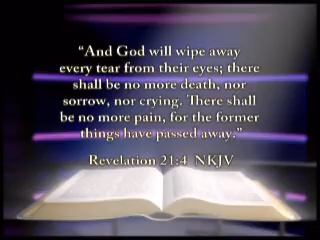 “And God will wipe away
every tear from their eyes; there
shall be no more death, nor
sorrow, nor crying. There shall
be no more pain, for the former
things have passed away.”
Revelation 21:4 NKJV